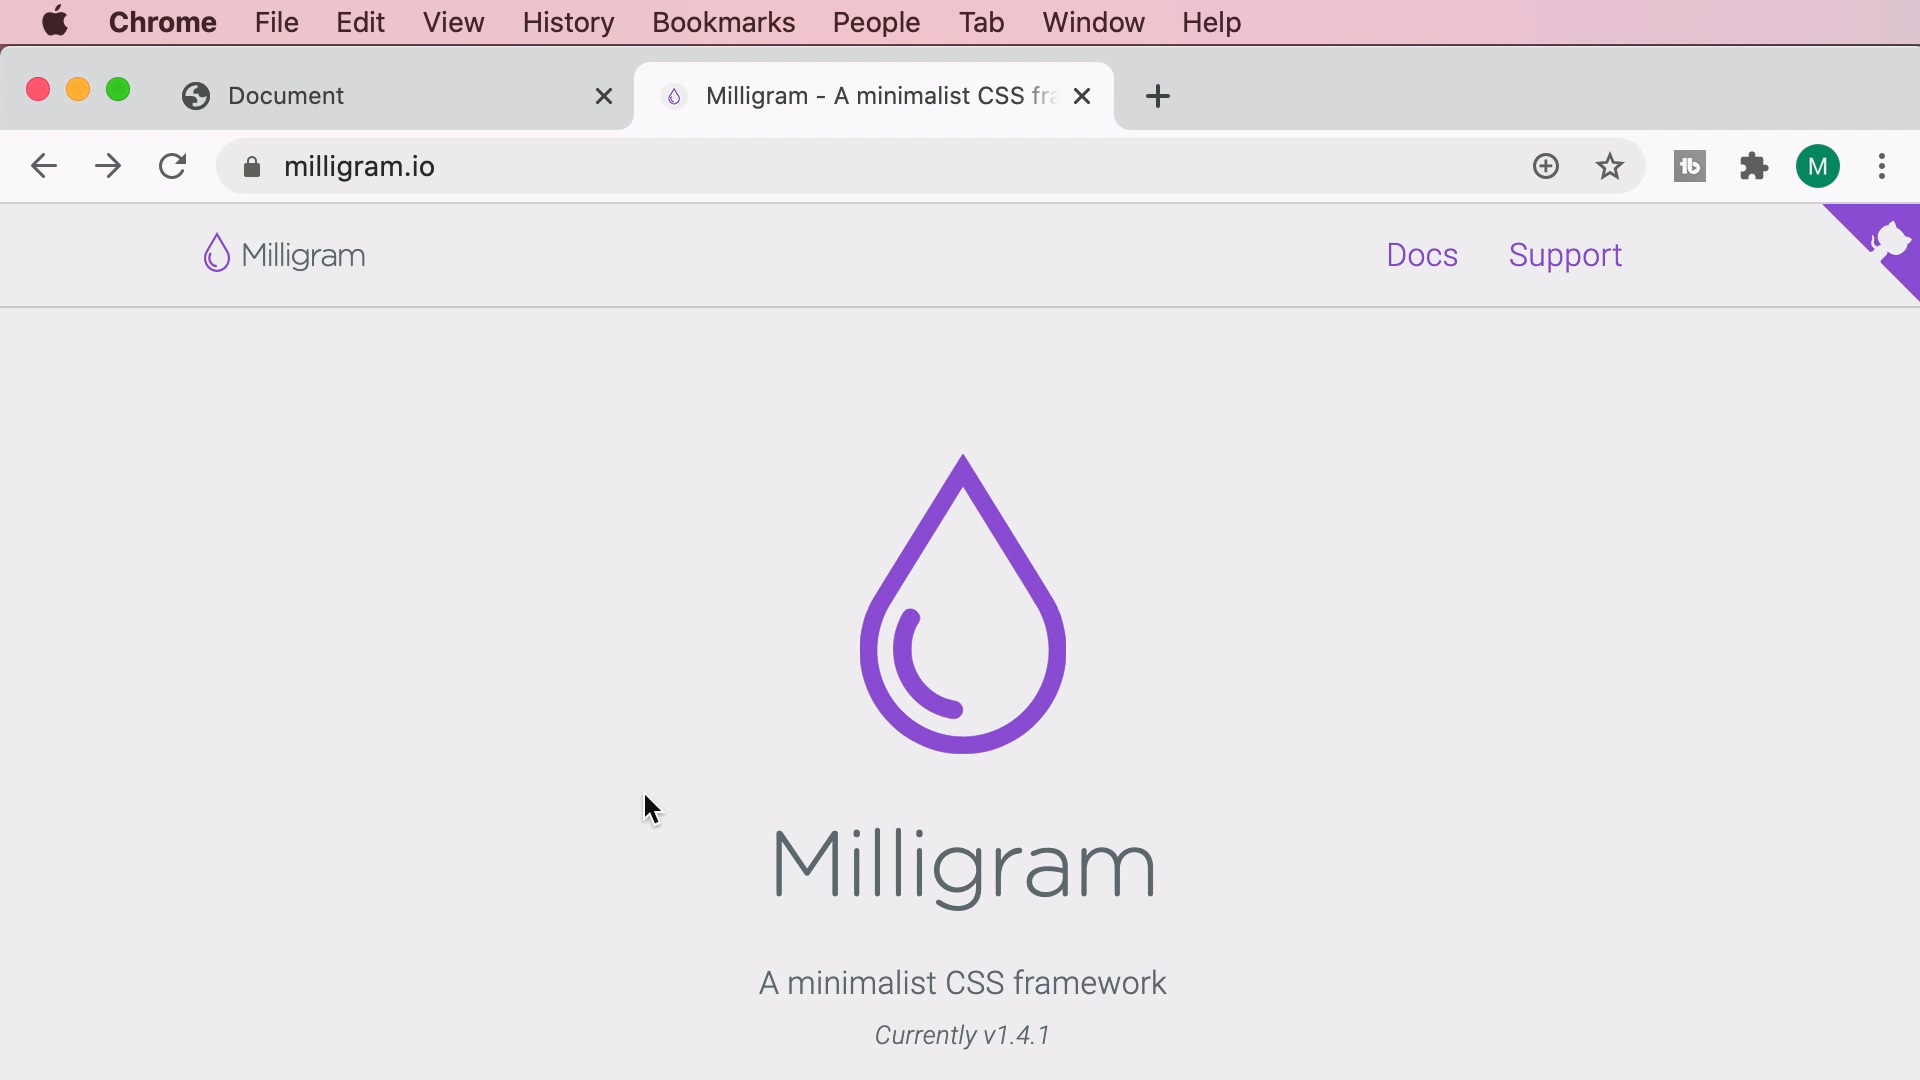 Chrome File Edit View History Bookmarks People Tab Window Help
Document
Milligram - A minimalist CSS fra
milligram.io
M
Milligram
Docs Support
Milligram
A minimalist CSS framework
Currently v1.4.1